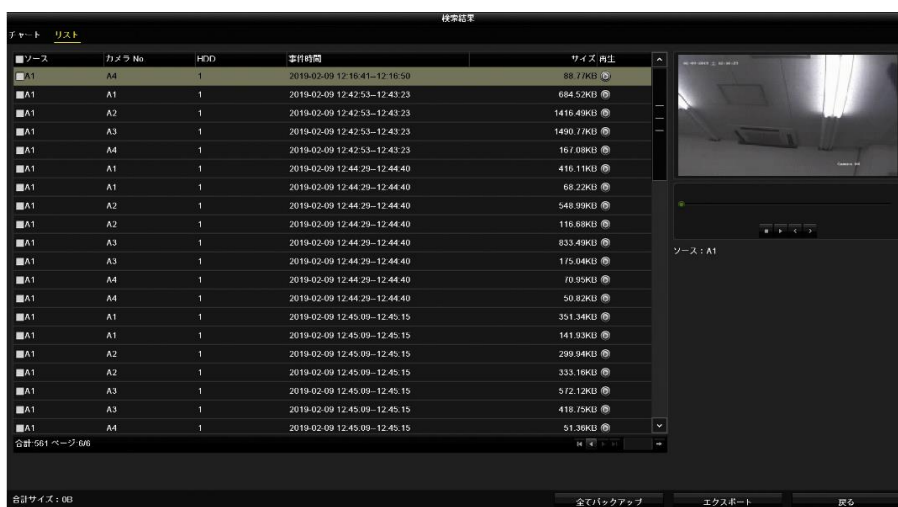 検索結果
チャート リスト
ソース カメラ No. HDD 事件時間 サイズ 再生
A1 A4 1 2019-02-09 12:16:41--12:16:50 88.77KB
A1 A1 1 2019-02-09 12:42:53--12:43:23 684.52KB
A1 A2 1 2019-02-09 12:42:53--12:43:23 1416.49KB
A1 A3 1 2019-02-09 12:42:53--12:43:23 1490.77KB
A1 A4 1 2019-02-09 12:42:53--12:43:23 167.08KB
A1 A1 1 2019-02-09 12:44:29--12:44:40 416.11KB
A1 A1 1 2019-02-09 12:44:29--12:44:40 68.22KB
A1 A2 1 2019-02-09 12:44:29--12:44:40 548.99KB
A1 A2 1 2019-02-09 12:44:29--12:44:40 116.68KB
A1 A3 1 2019-02-09 12:44:29--12:44:40 833.49KB
A1 A3 1 2019-02-09 12:44:29--12:44:40 175.04KB
A1 A4 1 2019-02-09 12:44:29--12:44:40 70.95KB
A1 A4 1 2019-02-09 12:44:29--12:44:40 50.82KB
A1 A1 1 2019-02-09 12:45:09--12:45:15 351.34KB
A1 A1 1 2019-02-09 12:45:09--12:45:15 141.93KB
A1 A2 1 2019-02-09 12:45:09--12:45:15 299.94KB
A1 A2 1 2019-02-09 12:45:09--12:45:15 333.16KB
A1 A3 1 2019-02-09 12:45:09--12:45:15 572.12KB
A1 A3 1 2019-02-09 12:45:09--12:45:15 418.75KB
A1 A4 1 2019-02-09 12:45:09--12:45:15 51.36KB
合計:561 ページ:6/6
ソース : A1
合計サイズ : 0B
全てバックアップ エクスポート 戻る